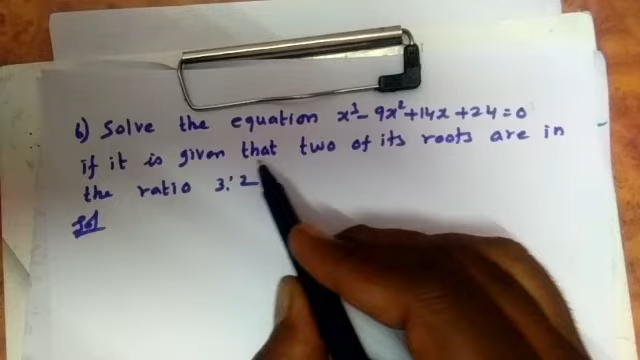 6) Solve the equation x³-9x²+14x+24=0
if it is given that two of its roots are in
the ratio 3:2
Sol